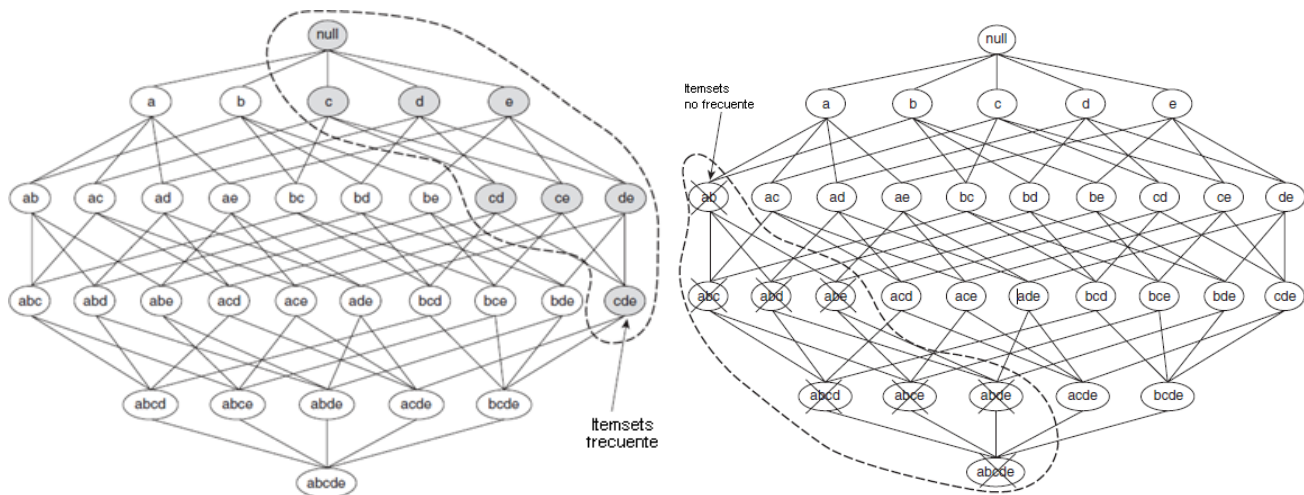 null
a b c d e
ab ac ad ae bc bd be cd ce de
abc abd abe acd ace ade bcd bce bde cde
abcd abce abde acde bcde
abcde
Itemsets
frecuente
null
Itemsets
no frecuente
a b c d e
ab ac ad ae bc bd be cd ce de
abc abd abe acd ace ade bcd bce bde cde
abcd abce abde acde bcde
abcde